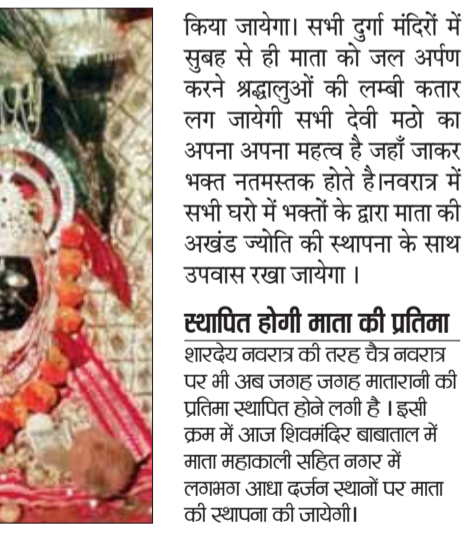 किया जायेगा। सभी दुर्गा मंदिरों में
सुबह से ही माता को जल अर्पण
करने श्रद्धालुओं की लम्बी कतार
लग जायेगी सभी देवी मठो का
अपना अपना महत्व है जहाँ जाकर
भक्त नतमस्तक होते है।नवरात्र में
सभी घरो में भक्तों के द्वारा माता की
अखंड ज्योति की स्थापना के साथ
उपवास रखा जायेगा ।
स्थापित होगी माता की प्रतिमा
शारदेय नवरात्र की तरह चैत्र नवरात्र
पर भी अब जगह जगह मातारानी की
प्रतिमा स्थापित होने लगी है । इसी
क्रम में आज शिवमंदिर बाबाताल में
माता महाकाली सहित नगर में
लगभग आधा दर्जन स्थानों पर माता
की स्थापना की जायेगी।